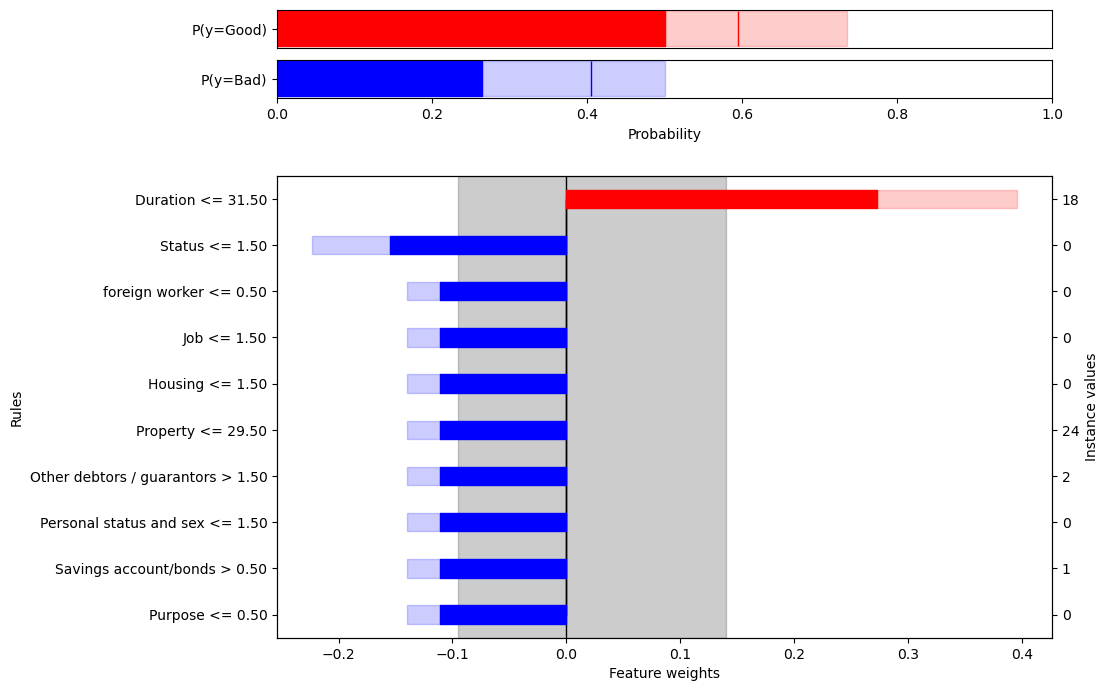 P(y=Good)
P(y=Bad)
0.0 0.2 0.4 0.6 0.8 1.0
Probability
Rules
Duration <= 31.50 18
Status <= 1.50 0
foreign worker <= 0.50 0
Job <= 1.50 0
Housing <= 1.50 0
Property <= 29.50 24
Other debtors / guarantors > 1.50 2
Personal status and sex <= 1.50 0
Savings account/bonds > 0.50 1
Purpose <= 0.50 0
Instance values
−0.2 −0.1 0.0 0.1 0.2 0.3 0.4
Feature weights